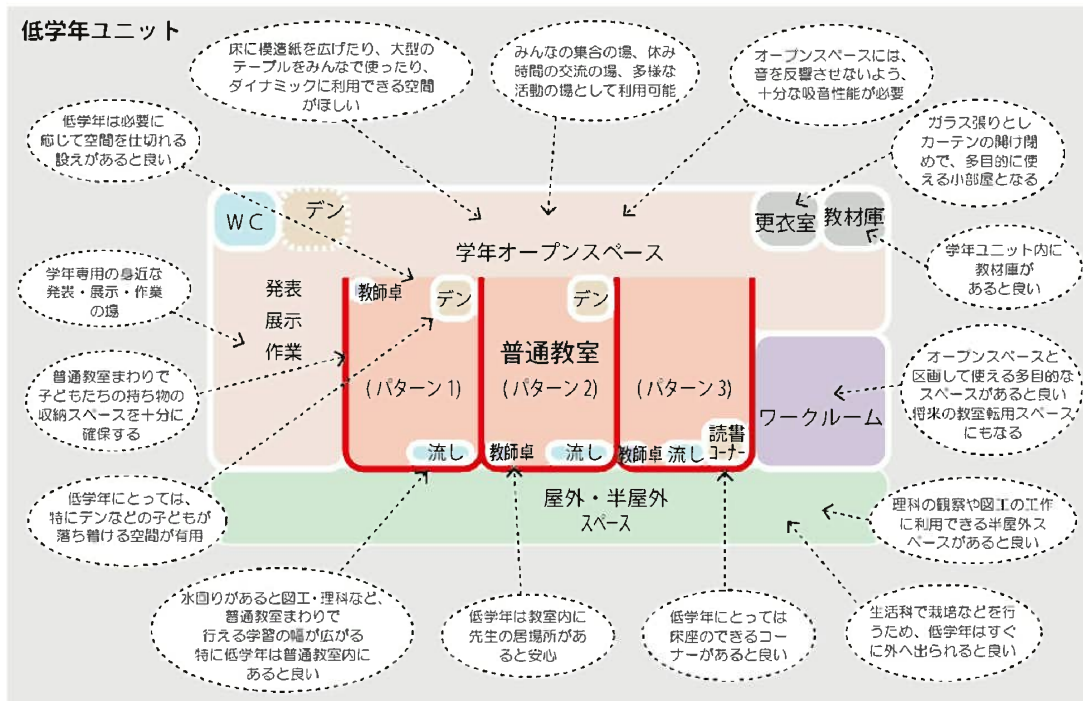 低学年ユニット
床に模造紙を広げたり、大型の
テーブルをみんなで使ったり、
ダイナミックに利用できる空間
がほしい
みんなの集合の場、休み
時間の交流の場、多様な
活動の場として利用可能
オープンスペースには、
音を反響させないよう、
十分な吸音性能が必要
低学年は必要に
応じて空間を仕切れる
設えがあると良い
ガラス張りとし
カーテンの開け閉
めで、多目的に使
える小部屋となる
WC
デン
更衣室
教材庫
学年オープンスペース
学年専用の身近な
発表・展示・作業
の場
発表
展示
作業
教師卓
デン
デン
学年ユニット内に
教材庫が
あると良い
普通教室
(パターン1)
(パターン2)
(パターン3)
普通教室まわりで
子どもたちの持ち物の
収納スペースを十分に
確保する
オープンスペースと
区画して使える多目的な
スペースがあると良い
将来の教室転用スペース
にもなる
ワークルーム
流し
教師卓
流し
教師卓
流し
読書
コーナー
低学年にとっては、
特にデンなどの子どもが
落ち着ける空間が有用
屋外・半屋外
スペース
理科の観察や図工の工作
に利用できる半屋外ス
ペースがあると良い
水回りがあると図工・理科など、
普通教室まわりで
行える学習の幅が広がる
特に低学年は普通教室内に
あると良い
低学年は教室内に
先生の居場所があ
ると安心
低学年にとっては
床座のできるコー
ナーがあると良い
生活科で栽培などを行
うため、低学年はすぐ
に外へ出られると良い